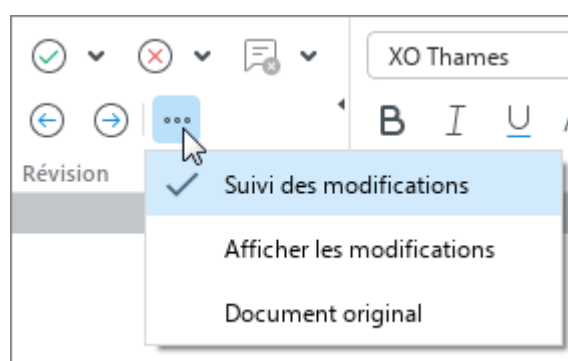 XO Thames
B I U
Révision
Suivi des modifications
Afficher les modifications
Document original